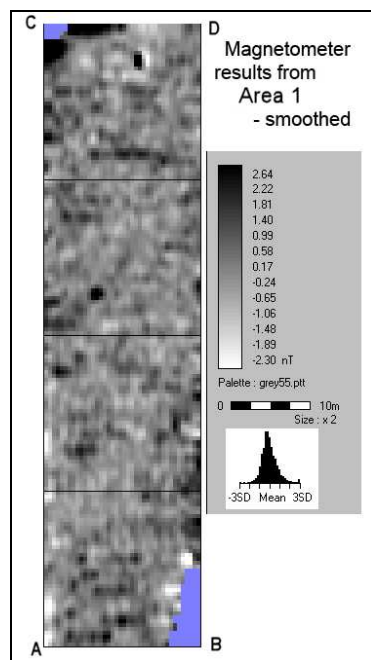 C
D
Magnetometer
results from
Area 1
- smoothed
2.64
2.22
1.81
1.40
0.99
0.58
0.17
-0.24
-0.65
-1.06
-1.48
-1.89
-2.30 nT
Palette : grey55.ptt
0 10m
Size : x 2
-3SD Mean 3SD
A
B